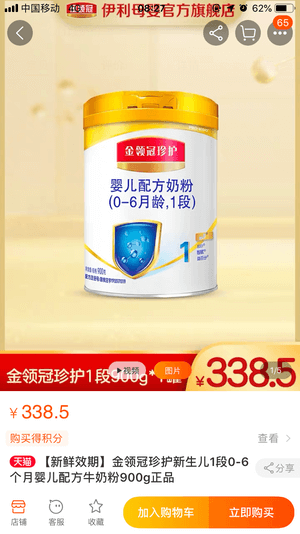 中国移动
08:27
62%
伊利母婴官方旗舰店
65
金领冠珍护
婴儿配方奶粉
(0-6月龄,1段)
1
金领冠珍护1段900g*1罐
¥338.5
视频
图片
1/5
¥338.5
购买得积分
查看
天猫 【新鲜效期】金领冠珍护新生儿1段0-6
个月婴儿配方牛奶粉900g正品
分享
店铺
客服
收藏
加入购物车
立即购买